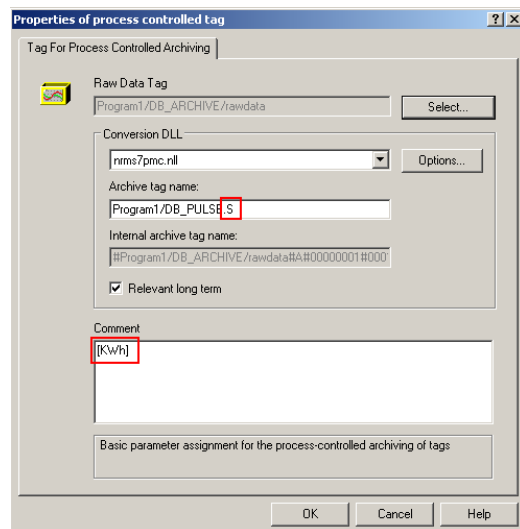 Properties of process controlled tag
Tag For Process Controlled Archiving
Raw Data Tag
Program1/DB_ARCHIVE/rawdata
Select...
Conversion DLL
nrms7pmc.nll
Options...
Archive tag name:
Program1/DB_PULSE.S
Internal archive tag name:
#Program1/DB_ARCHIVE/rawdata#A#00000001#000
Relevant long term
Comment
[KWh]
Basic parameter assignment for the process-controlled archiving of tags
OK
Cancel
Help